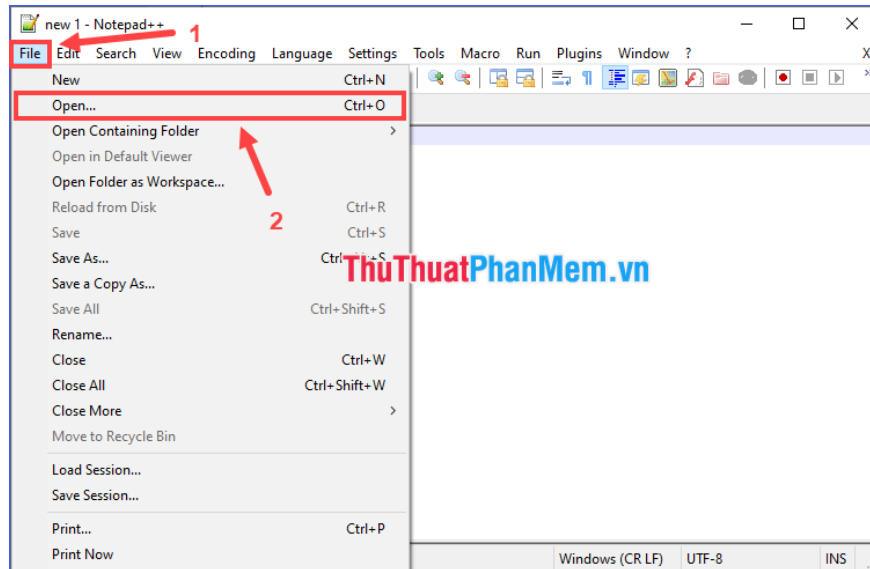 new 1 - Notepad++
1
File Edit Search View Encoding Language Settings Tools Macro Run Plugins Window ? X
New Ctrl+N
Open... Ctrl+O
Open Containing Folder >
Open in Default Viewer
Open Folder as Workspace...
Reload from Disk Ctrl+R
2
Save Ctrl+S
Save As...
ThuThuatPhanMem.vn
Save a Copy As...
Save All Ctrl+Shift+S
Rename...
Close Ctrl+W
Close All Ctrl+Shift+W
Close More >
Move to Recycle Bin
Load Session...
Save Session...
Print... Ctrl+P
Print Now
Windows (CR LF) UTF-8 INS